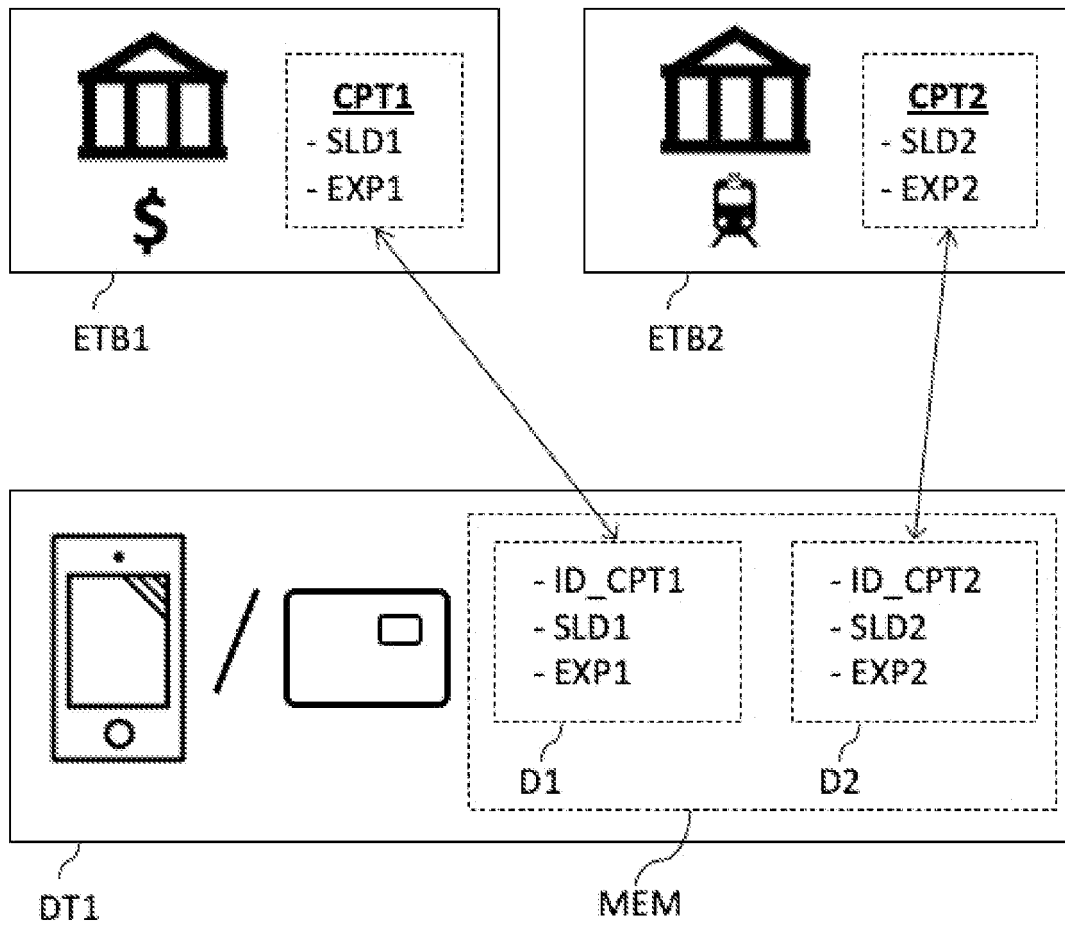 CPT1
- SLD1
- EXP1
$
ETB1
CPT2
- SLD2
- EXP2
ETB2
- ID_CPT1
- SLD1
- EXP1
D1
- ID_CPT2
- SLD2
- EXP2
D2
DT1
MEM